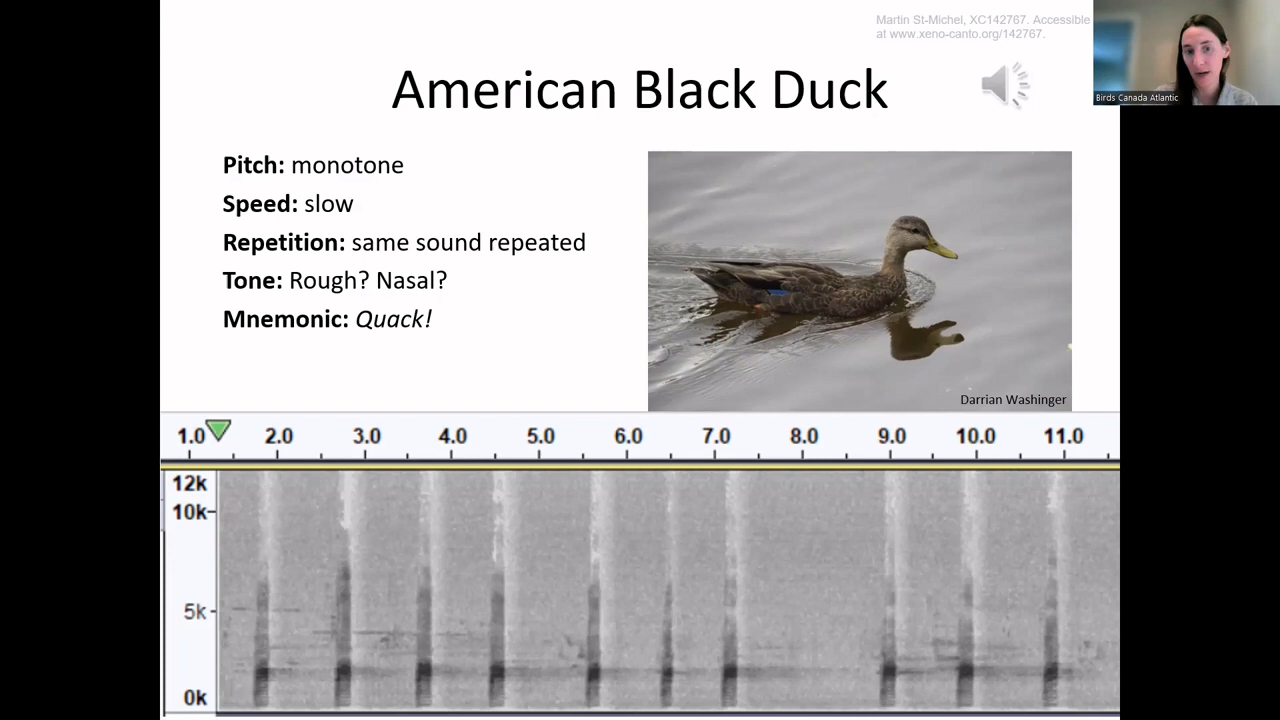 Martin St-Michel, XC142767. Accessible
at www.xeno-canto.org/142767.
Birds Canada Atlantic
American Black Duck
Pitch: monotone
Speed: slow
Repetition: same sound repeated
Tone: Rough? Nasal?
Mnemonic: Quack!
Darrian Washinger
1.0 2.0 3.0 4.0 5.0 6.0 7.0 8.0 9.0 10.0 11.0
12k
10k
5k
0k